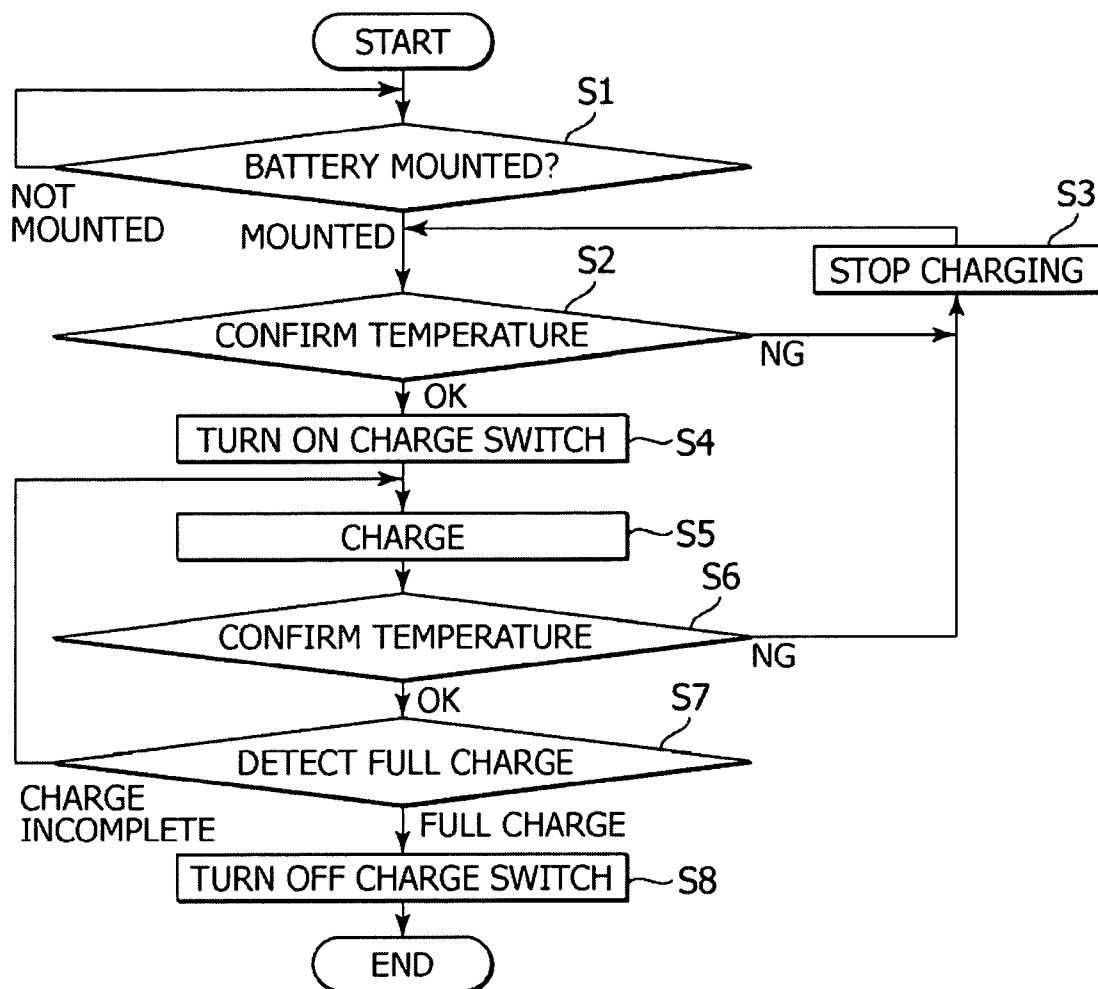 START
S1
BATTERY MOUNTED?
NOT
MOUNTED
MOUNTED
S3
STOP CHARGING
S2
CONFIRM TEMPERATURE
NG
OK
TURN ON CHARGE SWITCH
S4
CHARGE
S5
S6
CONFIRM TEMPERATURE
NG
OK
S7
DETECT FULL CHARGE
CHARGE
INCOMPLETE
FULL CHARGE
TURN OFF CHARGE SWITCH
S8
END